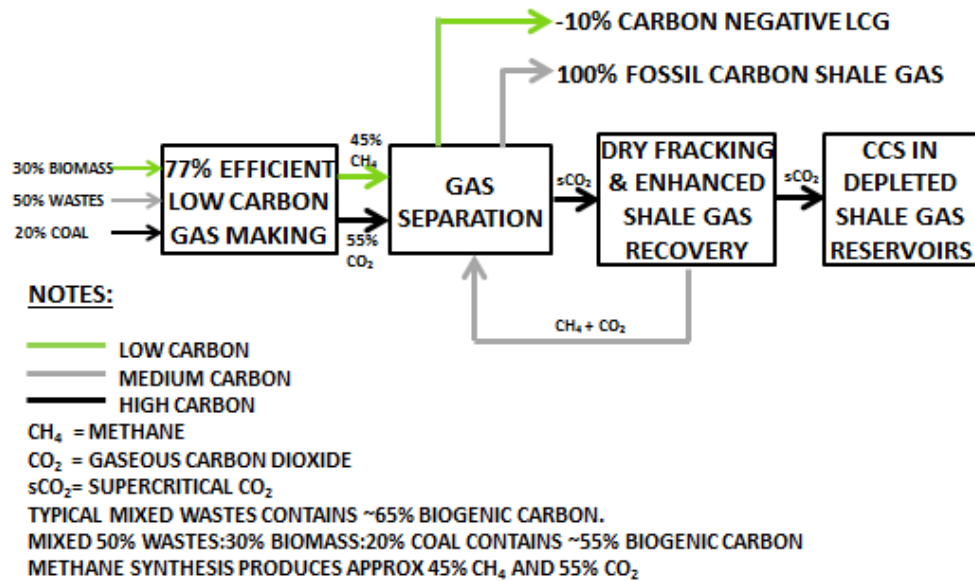 -10% CARBON NEGATIVE LCG
100% FOSSIL CARBON SHALE GAS
30% BIOMASS
50% WASTES
20% COAL
77% EFFICIENT
LOW CARBON
GAS MAKING
45%
CH₄
55%
CO₂
GAS
SEPARATION
sCO₂
DRY FRACKING
& ENHANCED
SHALE GAS
RECOVERY
sCO₂
CCS IN
DEPLETED
SHALE GAS
RESERVOIRS
CH₄ + CO₂
NOTES:
LOW CARBON
MEDIUM CARBON
HIGH CARBON
CH₄ = METHANE
CO₂ = GASEOUS CARBON DIOXIDE
sCO₂= SUPERCRITICAL CO₂
TYPICAL MIXED WASTES CONTAINS ~65% BIOGENIC CARBON.
MIXED 50% WASTES:30% BIOMASS:20% COAL CONTAINS ~55% BIOGENIC CARBON
METHANE SYNTHESIS PRODUCES APPROX 45% CH₄ AND 55% CO₂